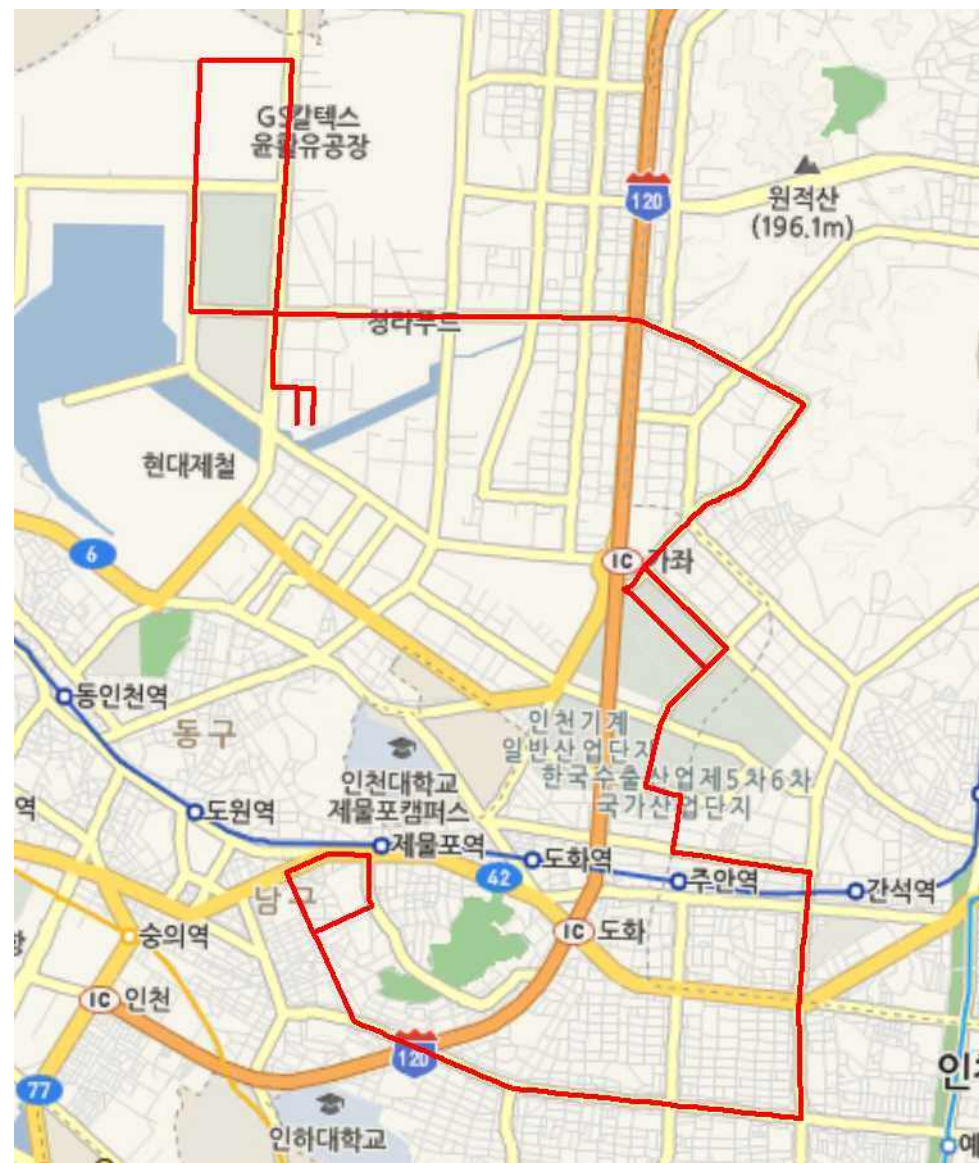 GS칼텍스
윤활유공장
120
원적산
(196.1m)
청라푸드
현대제철
6
IC
가좌
동인천역
동구
인천기계
일반산업단지
인천대학교
제물포캠퍼스
한국수출산업제5차6차
국가산업단지
역
도원역
제물포역
도화역
42
주안역
간석역
남구
숭의역
IC 도화
IC 인천
120
77
인하대학교